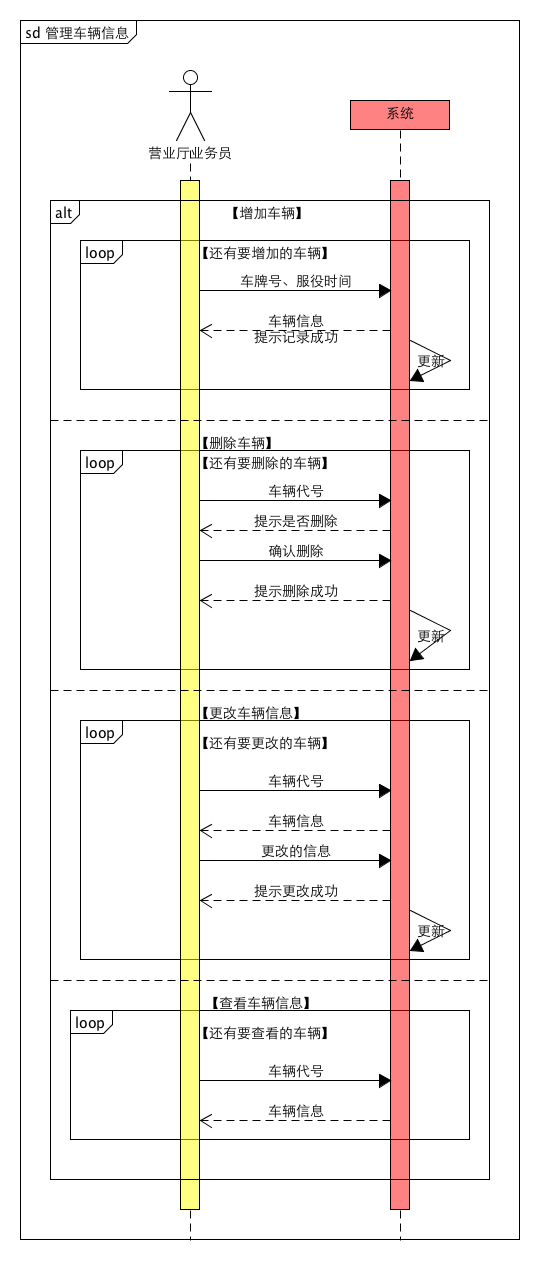 sd 管理车辆信息
系统
营业厅业务员
alt
【增加车辆】
loop
【还有要增加的车辆】
车牌号、服役时间
车辆信息
提示记录成功
更新
【删除车辆】
loop
【还有要删除的车辆】
车辆代号
提示是否删除
确认删除
提示删除成功
更新
【更改车辆信息】
loop
【还有要更改的车辆】
车辆代号
车辆信息
更改的信息
提示更改成功
更新
【查看车辆信息】
loop
【还有要查看的车辆】
车辆代号
车辆信息